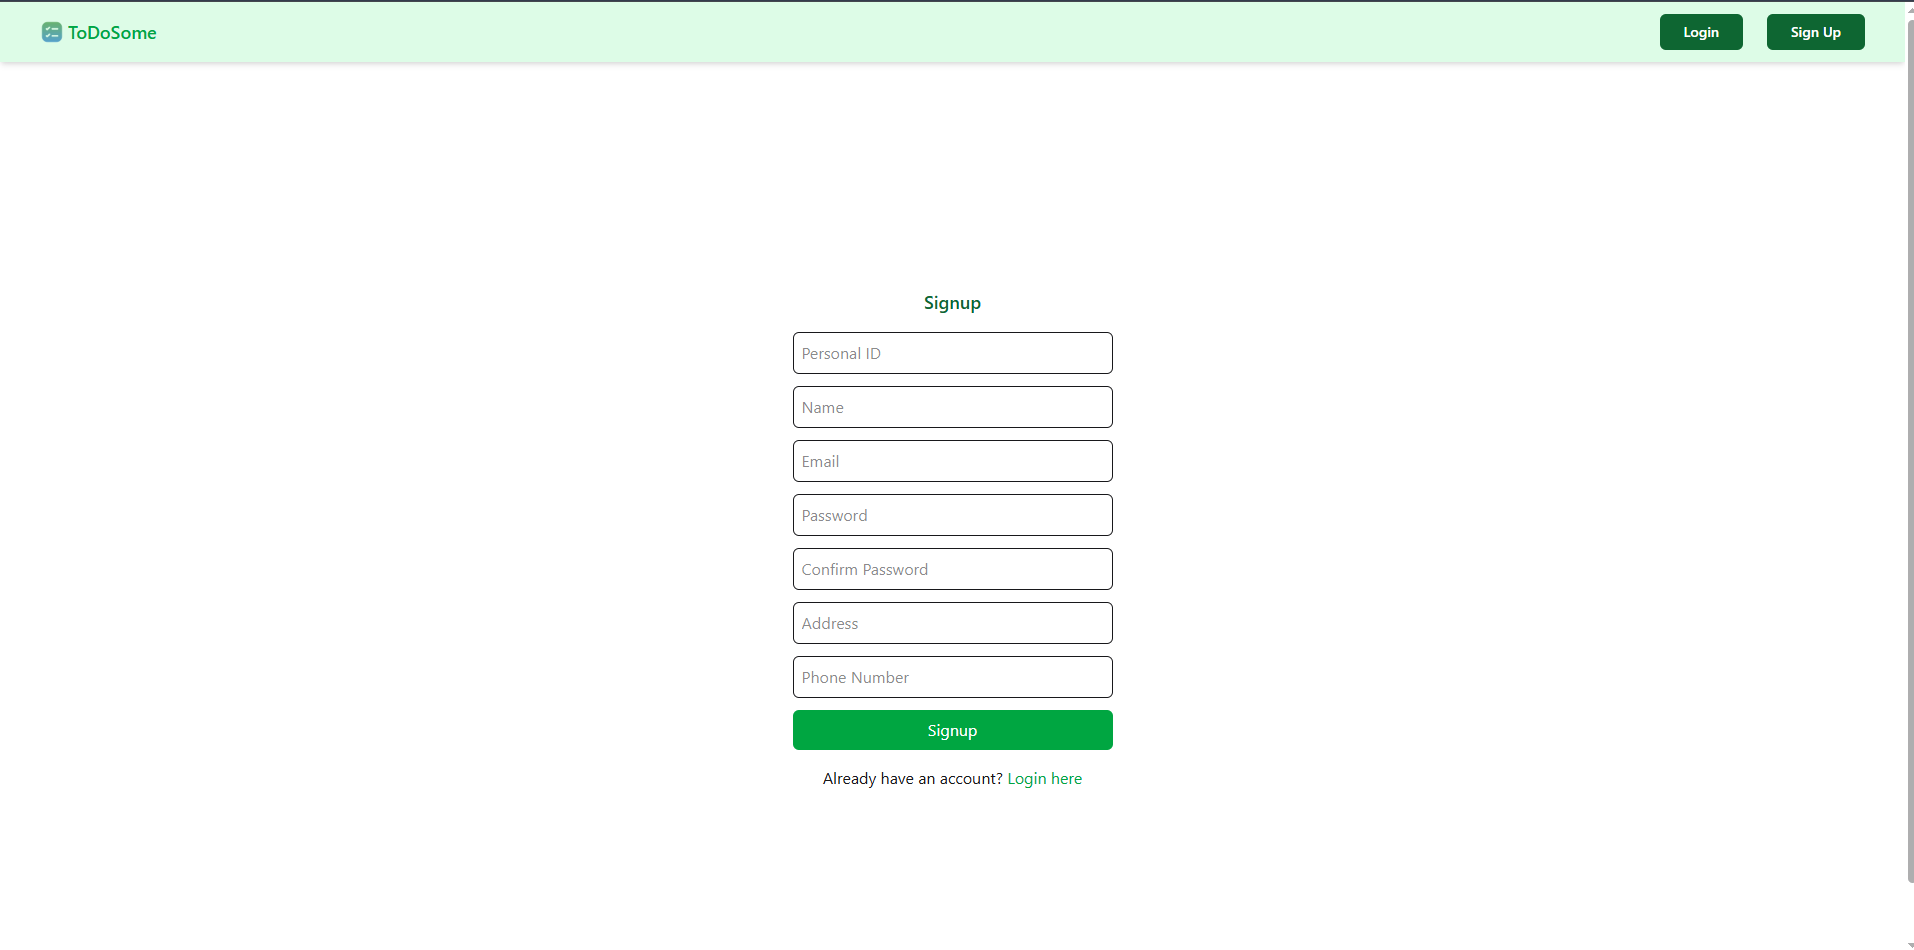 ToDoSome
Login
Sign Up
Signup
Personal ID
Name
Email
Password
Confirm Password
Address
Phone Number
Signup
Already have an account? Login here